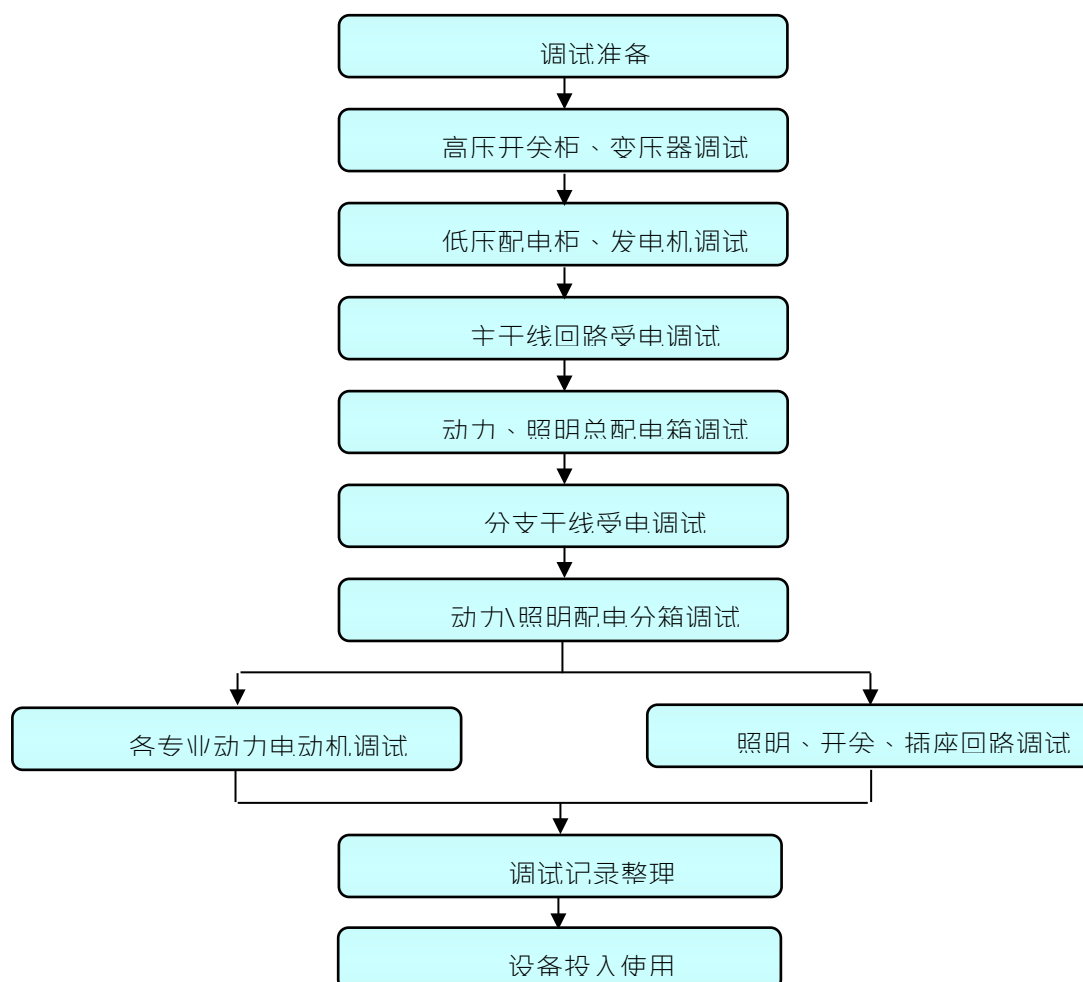 调试准备
高压开关柜、变压器调试
低压配电柜、发电机调试
主干线回路受电调试
动力、照明总配电箱调试
分支干线受电调试
动力\照明配电分箱调试
各专业动力电动机调试
照明、开关、插座回路调试
调试记录整理
设备投入使用